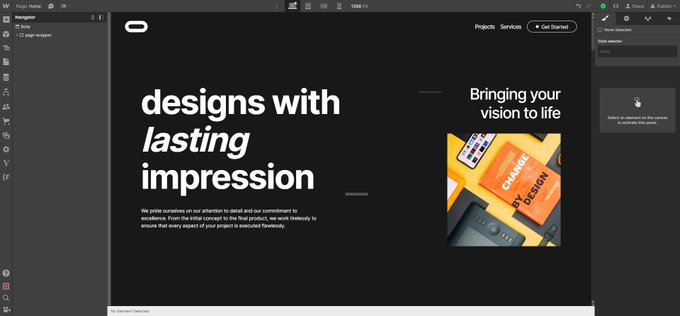 Page: Home
1356 PX
Share
Publish
Navigator
Body
page-wrapper
Projects
Services
Get Started
designs with
lasting
impression
We pride ourselves on our attention to detail and our commitment to
excellence. From the initial concept to the final product, we work tirelessly to
ensure that every aspect of your project is executed flawlessly.
Bringing your
vision to life
CHANGE
BY
DESIGN
None Selected
Style selector
None
Select an element on the canvas
to activate this panel
No Element Selected